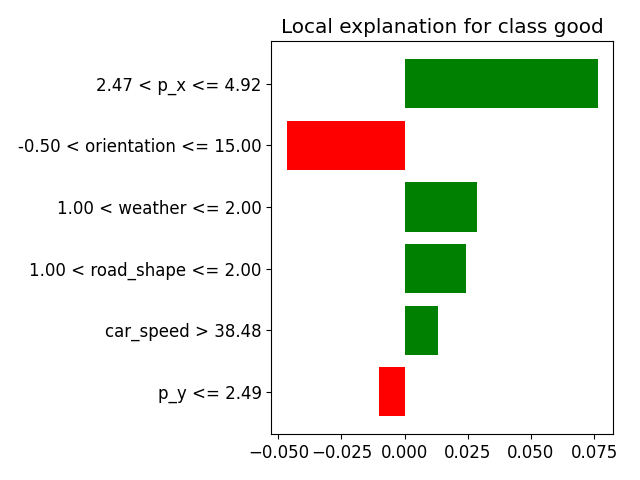 Local explanation for class good
2.47 < p_x <= 4.92
-0.50 < orientation <= 15.00
1.00 < weather <= 2.00
1.00 < road_shape <= 2.00
car_speed > 38.48
p_y <= 2.49
−0.050 −0.025 0.000 0.025 0.050 0.075